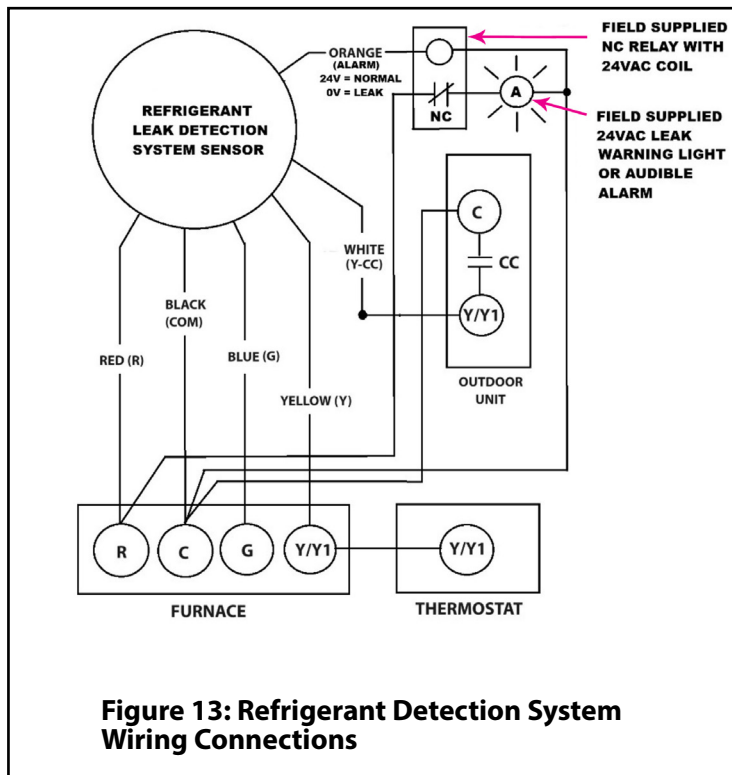 FIELD SUPPLIED
NC RELAY WITH
24VAC COIL
ORANGE
(ALARM)
24V = NORMAL
0V = LEAK
NC
A
FIELD SUPPLIED
24VAC LEAK
WARNING LIGHT
OR AUDIBLE
ALARM
REFRIGERANT
LEAK DETECTION
SYSTEM SENSOR
C
CC
Y/Y1
OUTDOOR
UNIT
WHITE
(Y-CC)
BLACK
(COM)
RED (R)
BLUE (G)
YELLOW (Y)
R
C
G
Y/Y1
FURNACE
Y/Y1
THERMOSTAT
Figure 13: Refrigerant Detection System
Wiring Connections